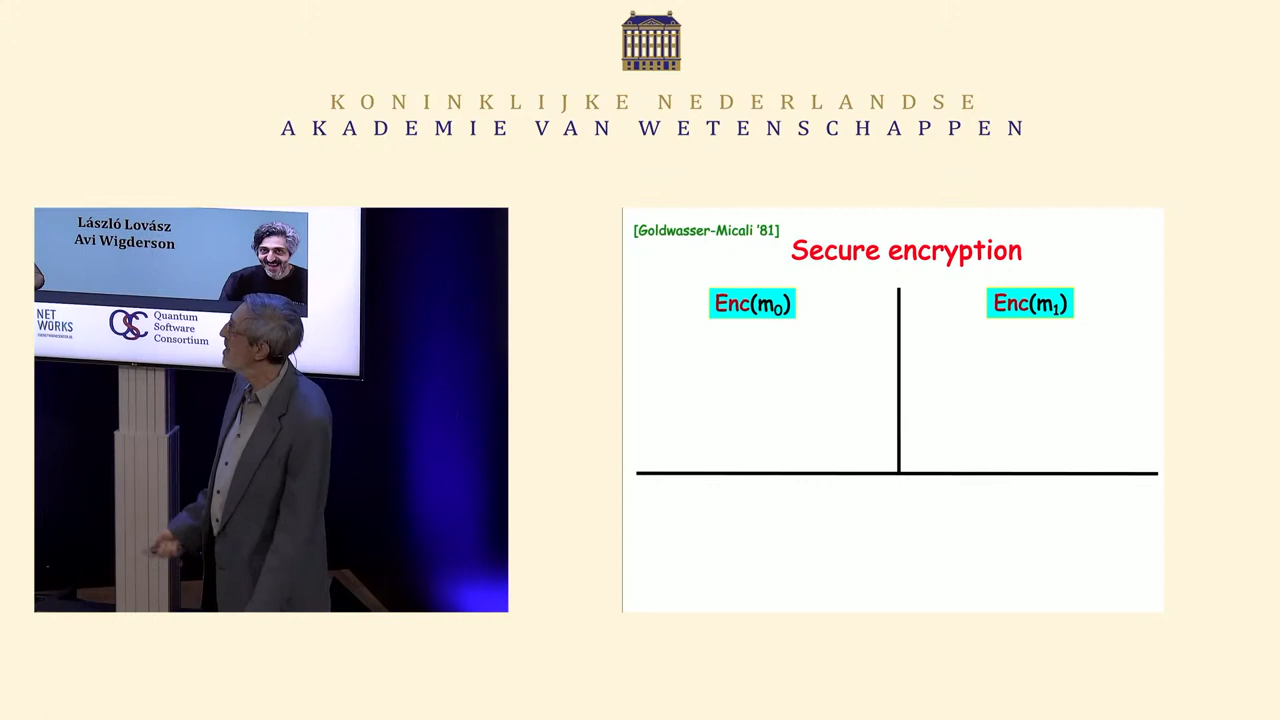 KONINKLIJKE NEDERLANDSE
AKADEMIE VAN WETENSCHAPPEN
László Lovász
Avi Wigderson
NET
WORKS
QSC
Quantum
Software
Consortium
[Goldwasser-Micali '81]
Secure encryption
Enc(m₀)
Enc(m₁)